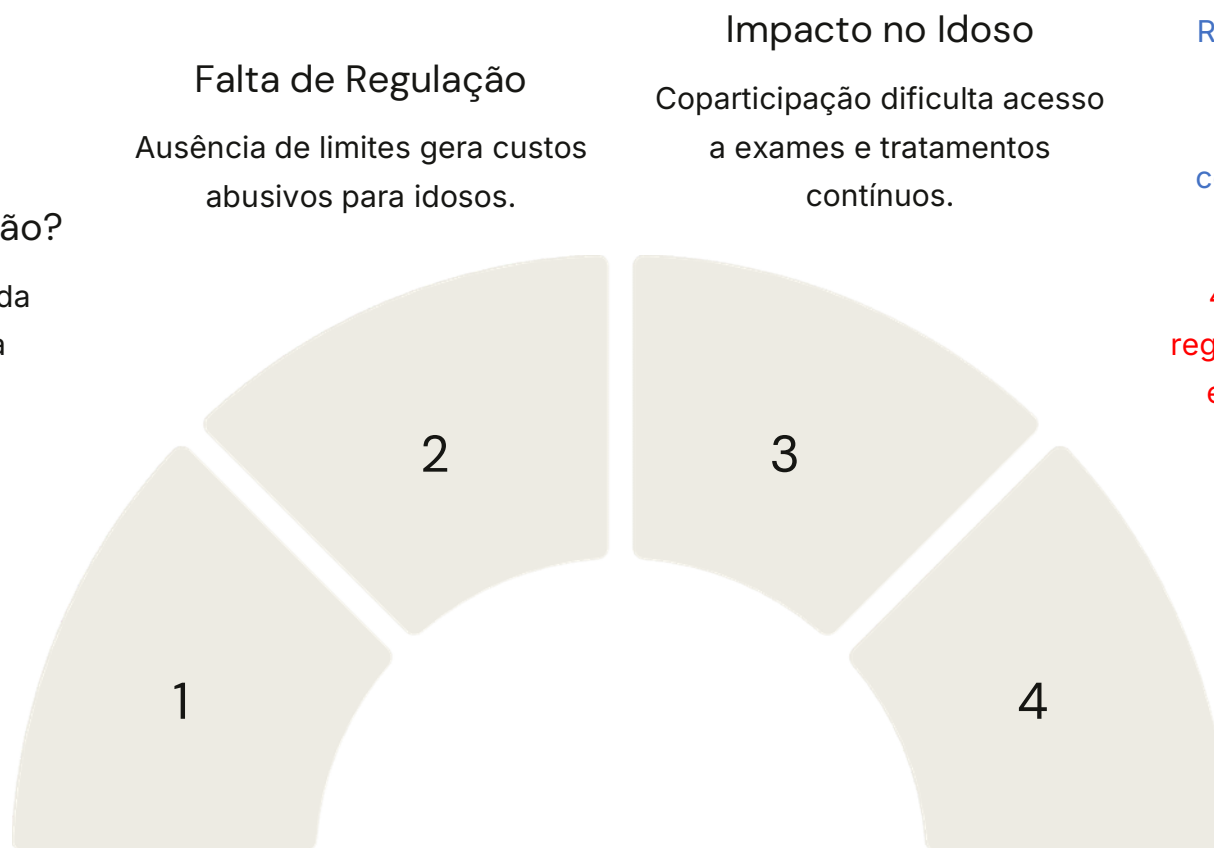 Impacto no Idoso
Falta de Regulação
Coparticipação dificulta acesso
a exames e tratamentos
contínuos.
Ausência de limites gera custos
abusivos para idosos.
ão?
da
a
R
c
reg
e
2
3
1
4